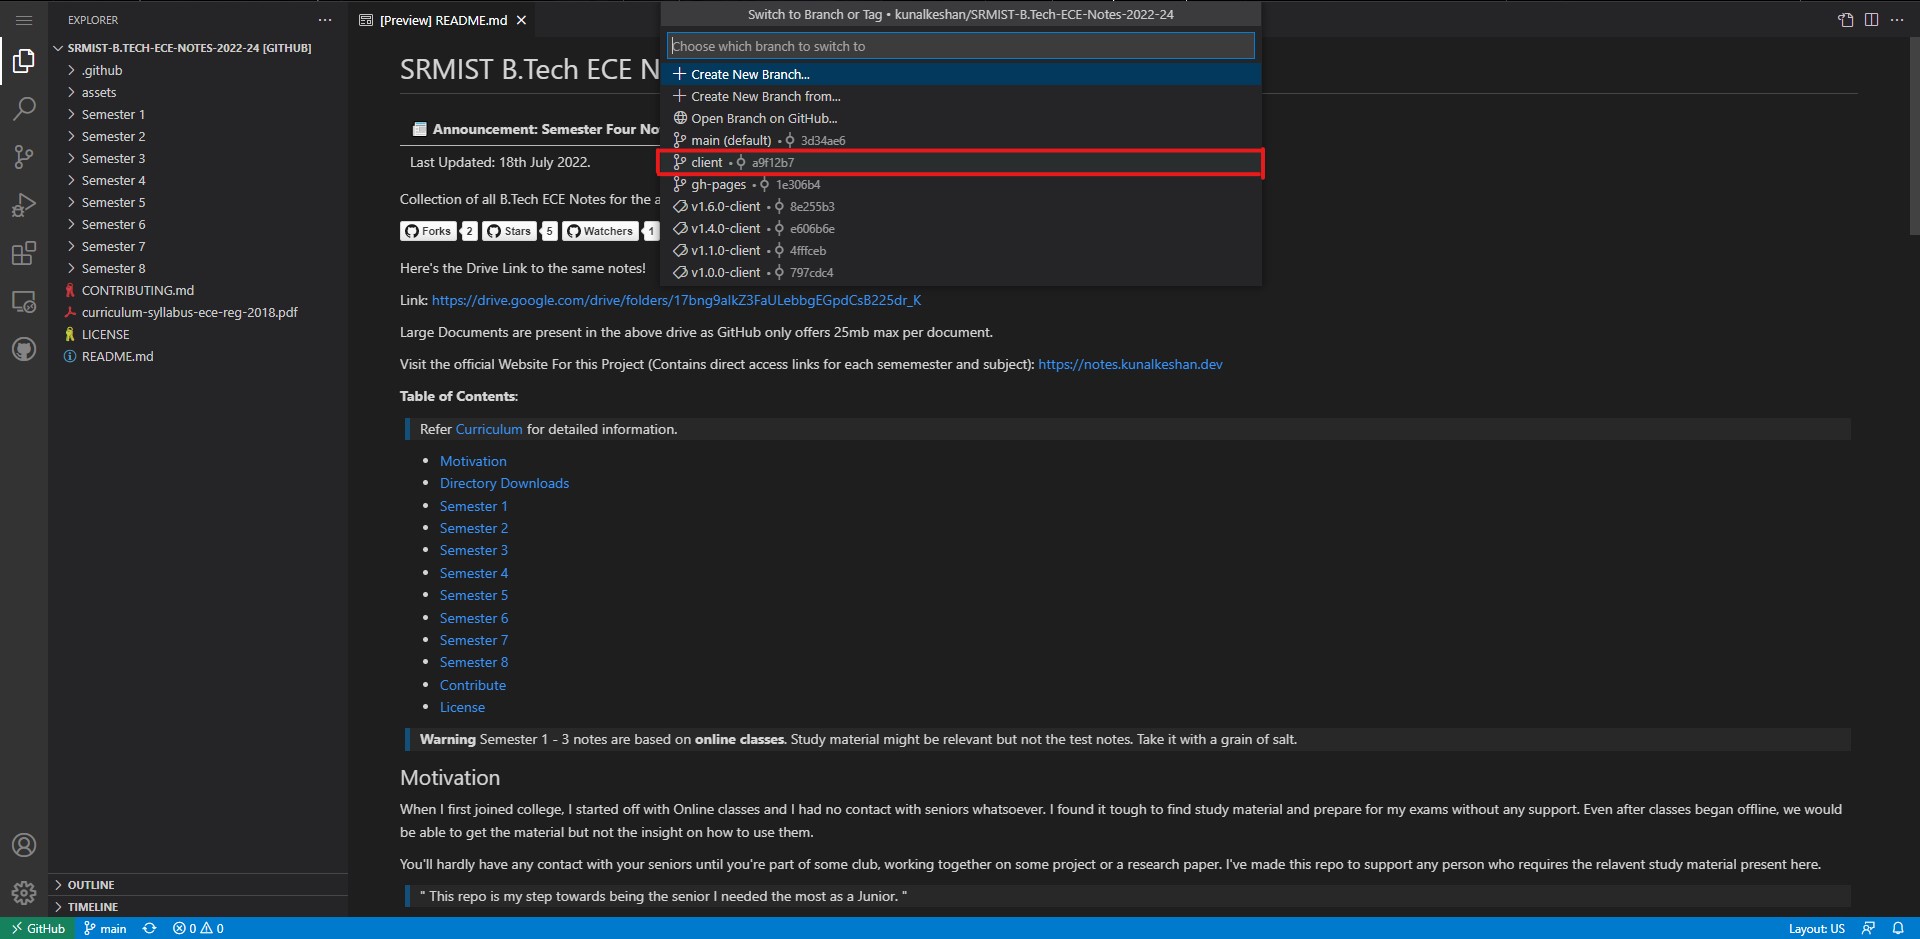 EXPLORER
[Preview] README.md
Switch to Branch or Tag • kunalkeshan/SRMIST-B.Tech-ECE-Notes-2022-24
Choose which branch to switch to
Create New Branch...
Create New Branch from...
Open Branch on GitHub...
main (default) • 3d34ae6
client • a9f12b7
gh-pages • 1e306b4
v1.6.0-client • 8e255b3
v1.4.0-client • e606b6e
v1.1.0-client • 4fffceb
v1.0.0-client • 797cdc4
SRMIST-B.TECH-ECE-NOTES-2022-24 [GITHUB]
.github
assets
Semester 1
Semester 2
Semester 3
Semester 4
Semester 5
Semester 6
Semester 7
Semester 8
CONTRIBUTING.md
curriculum-syllabus-ece-reg-2018.pdf
LICENSE
README.md
OUTLINE
TIMELINE
SRMIST B.Tech ECE N
Announcement: Semester Four No
Last Updated: 18th July 2022.
Collection of all B.Tech ECE Notes for the a
Forks 2 Stars 5 Watchers 1
Here's the Drive Link to the same notes!
Link: https://drive.google.com/drive/folders/17bng9alkZ3FaULebbgEGpdCsB225dr_K
Large Documents are present in the above drive as GitHub only offers 25mb max per document.
Visit the official Website For this Project (Contains direct access links for each sememester and subject): https://notes.kunalkeshan.dev
Table of Contents:
Refer Curriculum for detailed information.
• Motivation
• Directory Downloads
• Semester 1
• Semester 2
• Semester 3
• Semester 4
• Semester 5
• Semester 6
• Semester 7
• Semester 8
• Contribute
• License
Warning Semester 1 - 3 notes are based on online classes. Study material might be relevant but not the test notes. Take it with a grain of salt.
Motivation
When I first joined college, I started off with Online classes and I had no contact with seniors whatsoever. I found it tough to find study material and prepare for my exams without any support. Even after classes began offline, we would
be able to get the material but not the insight on how to use them.
You'll hardly have any contact with your seniors until you're part of some club, working together on some project or a research paper. I've made this repo to support any person who requires the relavent study material present here.
" This repo is my step towards being the senior I needed the most as a Junior. "
GitHub main 0 0 Layout: US